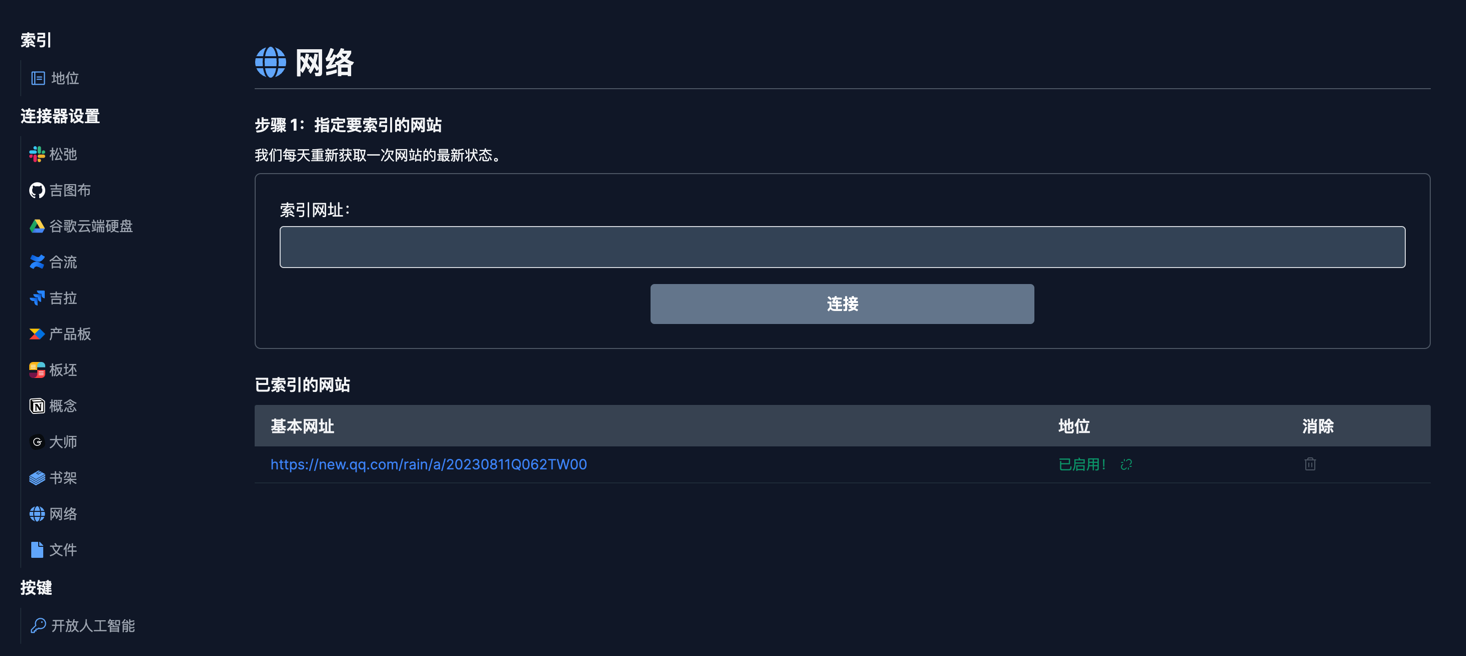 索引
地位
连接器设置
松弛
吉图布
谷歌云端硬盘
合流
吉拉
产品板
板坯
概念
大师
书架
网络
文件
按键
开放人工智能
网络
步骤 1：指定要索引的网站
我们每天重新获取一次网站的最新状态。
索引网址：
连接
已索引的网站
基本网址 地位 消除
https://new.qq.com/rain/a/20230811Q062TW00 已启用！